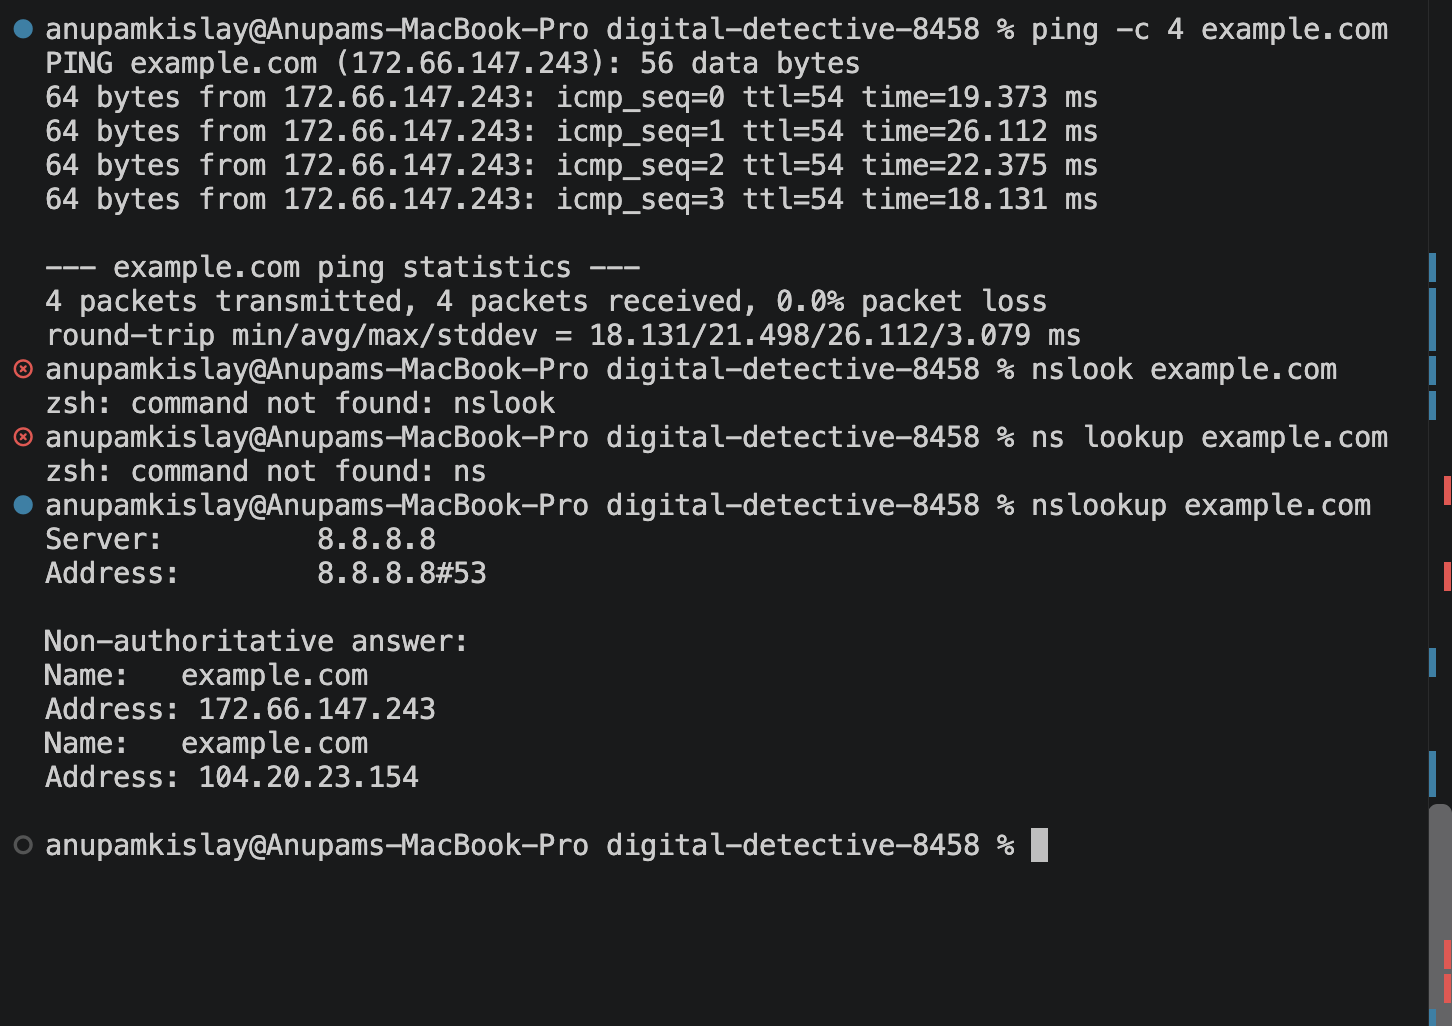 anupamkislay@Anupams-MacBook-Pro digital-detective-8458 % ping -c 4 example.com
PING example.com (172.66.147.243): 56 data bytes
64 bytes from 172.66.147.243: icmp_seq=0 ttl=54 time=19.373 ms
64 bytes from 172.66.147.243: icmp_seq=1 ttl=54 time=26.112 ms
64 bytes from 172.66.147.243: icmp_seq=2 ttl=54 time=22.375 ms
64 bytes from 172.66.147.243: icmp_seq=3 ttl=54 time=18.131 ms
--- example.com ping statistics ---
4 packets transmitted, 4 packets received, 0.0% packet loss
round-trip min/avg/max/stddev = 18.131/21.498/26.112/3.079 ms
anupamkislay@Anupams-MacBook-Pro digital-detective-8458 % nslook example.com
zsh: command not found: nslook
anupamkislay@Anupams-MacBook-Pro digital-detective-8458 % ns lookup example.com
zsh: command not found: ns
anupamkislay@Anupams-MacBook-Pro digital-detective-8458 % nslookup example.com
Server: 8.8.8.8
Address: 8.8.8.8#53
Non-authoritative answer:
Name: example.com
Address: 172.66.147.243
Name: example.com
Address: 104.20.23.154
anupamkislay@Anupams-MacBook-Pro digital-detective-8458 %